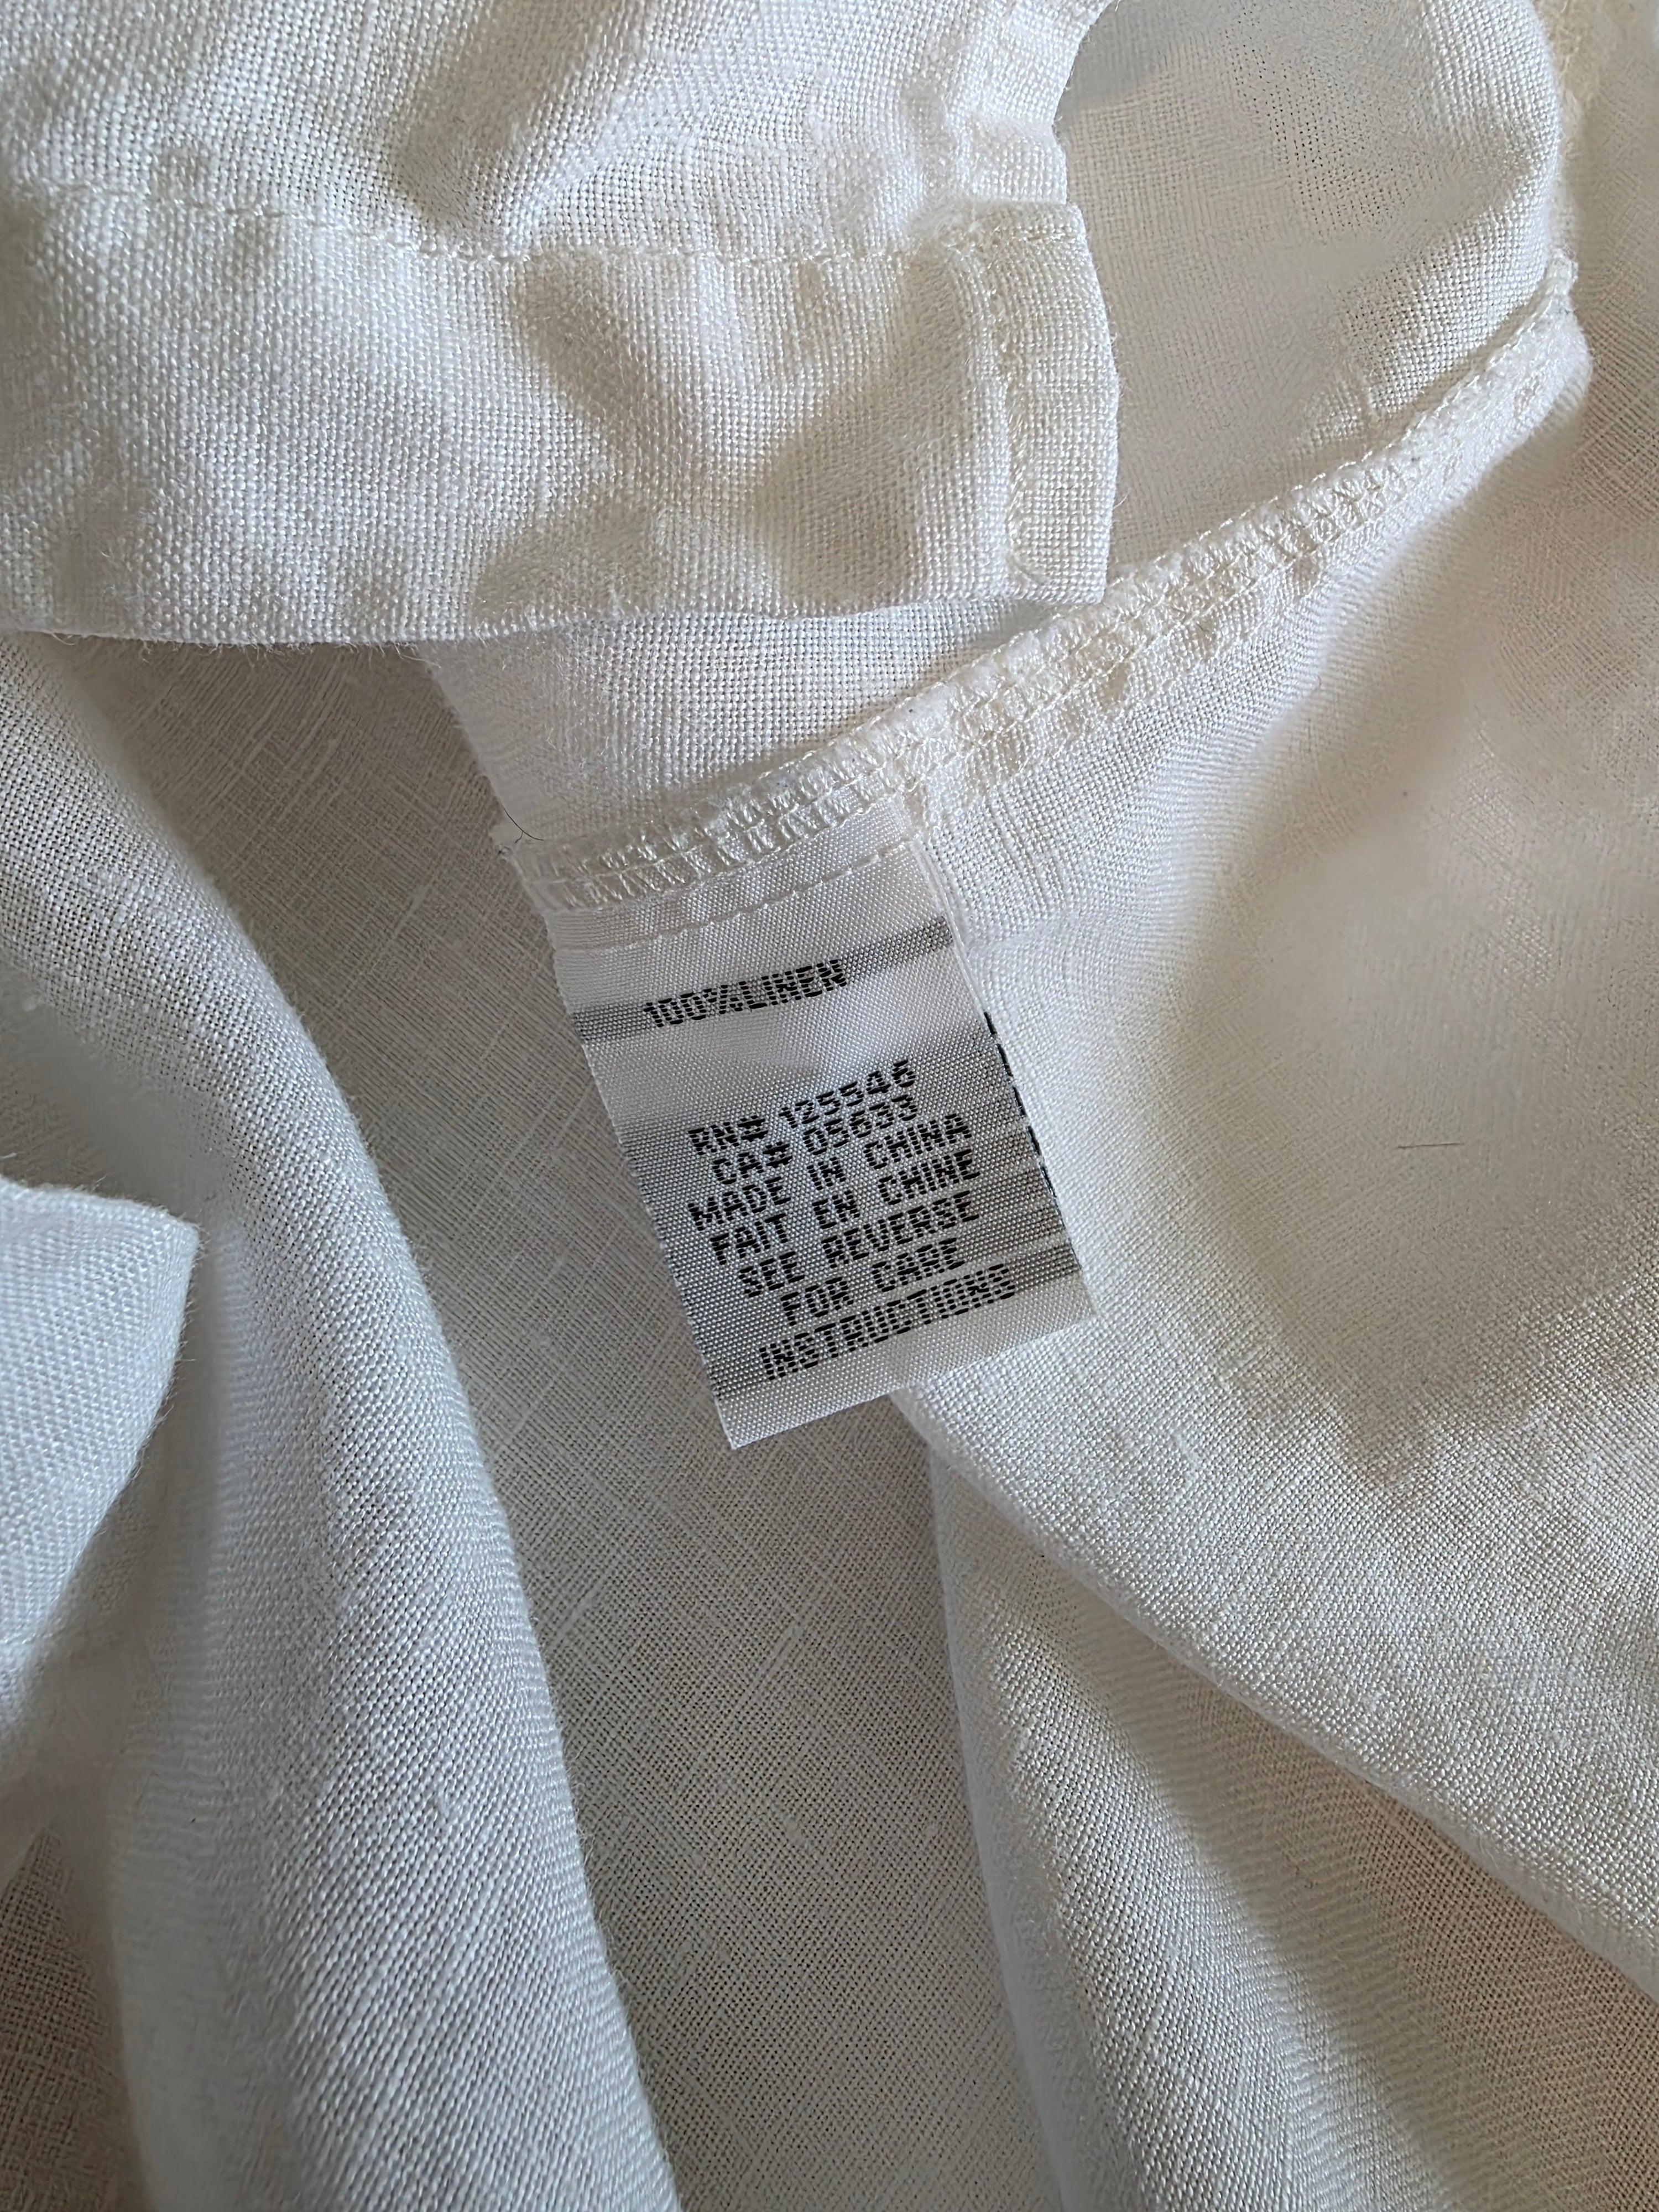 100%LINEN
RN# 125546
CA# 05633
MADE IN CHINA
FAIT EN CHINE
SEE REVERSE
FOR CARE
INSTRUCTIONS